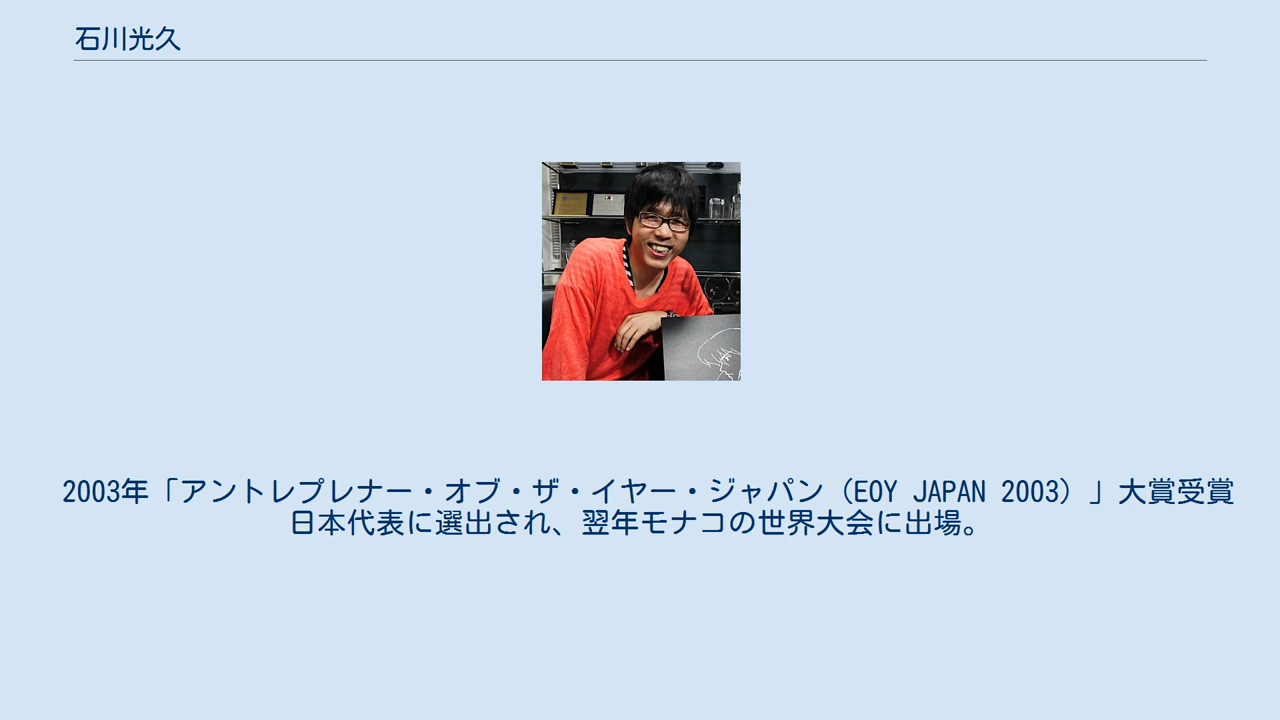 石川光久
2003年「アントレプレナー・オブ・ザ・イヤー・ジャパン（EOY JAPAN 2003）」大賞受賞
日本代表に選出され、翌年モナコの世界大会に出場。